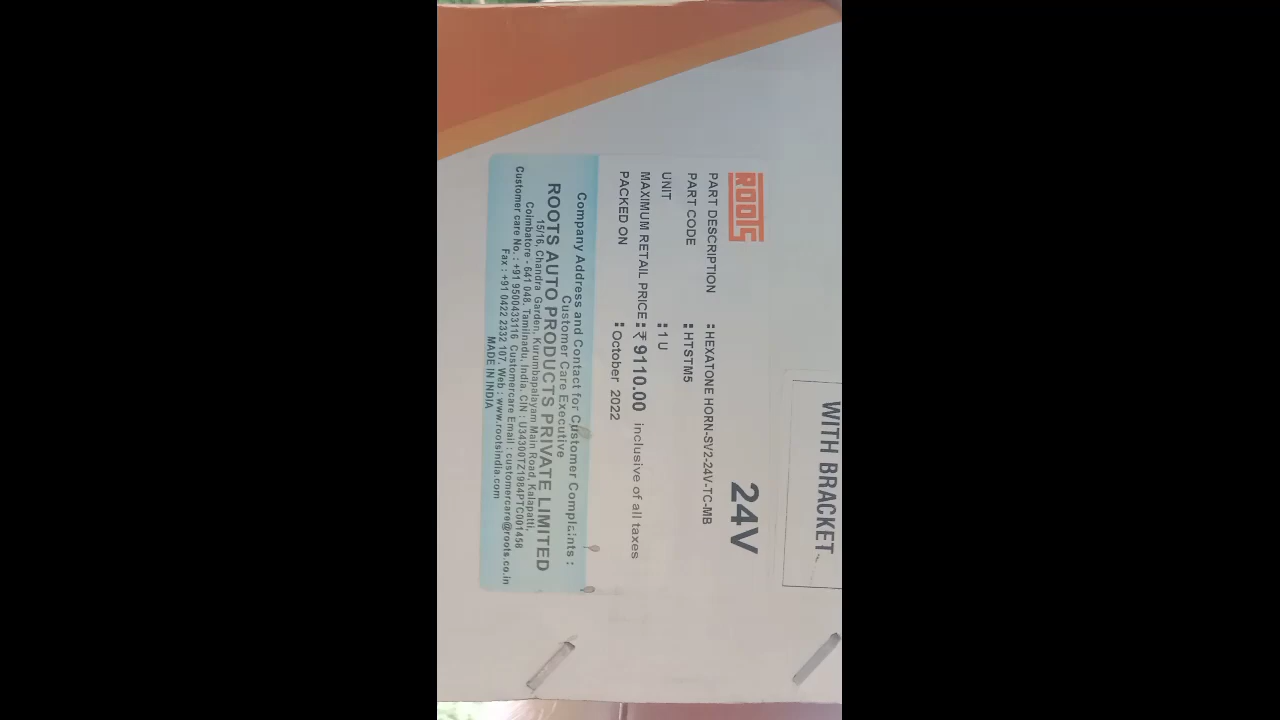 WITH BRACKET
ROOTS
24V
PART DESCRIPTION : HEXATONE HORN-SV2-24V-TC-MB
PART CODE : HTSTM5
UNIT : 1 U
MAXIMUM RETAIL PRICE : ₹ 9110.00 inclusive of all taxes
PACKED ON : October 2022
Company Address and Contact for Customer Complaints :
Customer Care Executive
ROOTS AUTO PRODUCTS PRIVATE LIMITED
15/16, Chandra Garden, Kurumbapalayam Main Road, Kalapatti,
Coimbatore - 641 048, Tamilnadu, India. CIN : U34300TZ1984PTC001458
Customer care No. : +91 9500433116 Customercare Email : customercare@roots.co.in
Fax : +91 0422 2332 107, Web : www.rootsindia.com
MADE IN INDIA